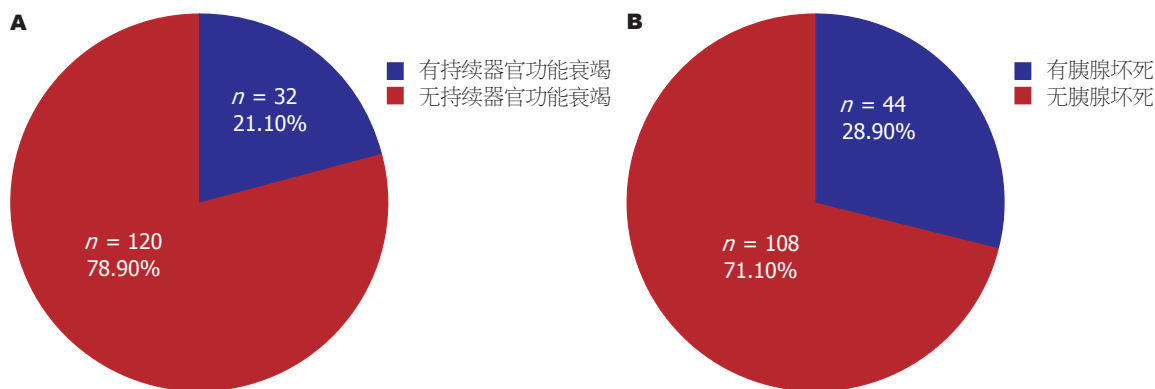 A
有持续器官功能衰竭
无持续器官功能衰竭
n = 32
21.10%
n = 120
78.90%
B
有胰腺坏死
无胰腺坏死
n = 44
28.90%
n = 108
71.10%